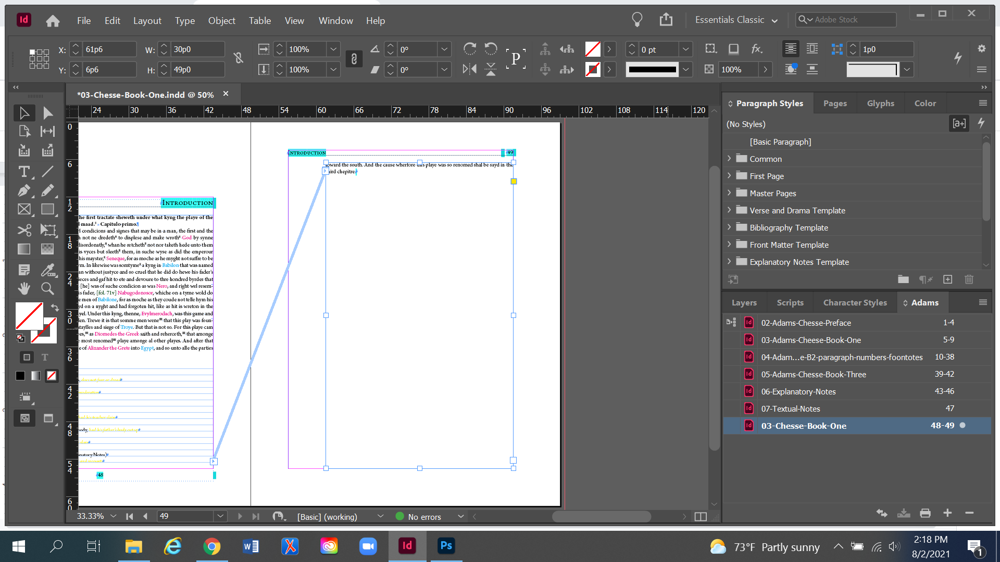 Id
File Edit Layout Type Object Table View Window Help
Essentials Classic
Adobe Stock
X: 61p6 W: 30p0 100% 0° 0 pt 1p0
Y: 6p6 H: 49p0 100% 0° P 100%
fx.
*03-Chesse-Book-One.indd @ 50%
24 30 36 42 48 54 60 66 72 78 84 90 96 102 108 114 120
0
6
12
18
24
30
36
42
48
54
60
Introduction
he first tractate sheweth under what kyng the playe of the
maad. Capitulo primo.
condicions and signes that may be in a man, the first and the
h not ne dredeth to displese and make wroth God by synne
disordonatly, whan he retcheth not nor taketh hede unto them
is vyces but sleeth them, in suche wyse as did the emperour
his mayster, Seneque, for as moche as he myght not suffre to be
ym. In likewise was somtyme a kyng in Babilon that was named
an without justyce and so cruel that he did do hewe his fader's
ieces and gaf hit to ete and devoure to thre hondred byrdes that
[he] was of suche condicion as was Nero, and right wel resem-
is fader, [fol. 71v] Nabugodonosor, whiche on a tyme wold do
e men of Babilone, for as moche as they coude not telle hym his
yd on a nyght and had forgoten hit, like as hit is wreton in the
yel. Under this kyng, thenne, Evylmerodach, was this game and
en. Trewe it is that somme men wene that this play was foun-
ataylles and siege of Troye. But that is not so. For this playe cam
es, as Diomedes the Greek saith and reherceth, that amonge
e most renomed playe amonge al other playes. And after that
e of Alixander the Grete into Egypt, and so unto alle the parties
body,
natory Notes)
48
Introduction 49
toward the south. And the cause wherfore this playe was so renomed shal be sayd in the
third chepitre.
33.33% 49 [Basic] (working) No errors
Paragraph Styles Pages Glyphs Color
(No Styles) [a+]
[Basic Paragraph]
Common
First Page
Master Pages
Verse and Drama Template
Bibliography Template
Front Matter Template
Explanatory Notes Template
Layers Scripts Character Styles Adams
Id 02-Adams-Chesse-Preface 1-4
Id 03-Adams-Cheese-Book-One 5-9
Id 04-Adam...e-B2-paragraph-numbers-foontotes 10-38
Id 05-Adams-Chesse-Book-Three 39-42
Id 06-Explanatory-Notes 43-46
Id 07-Textual-Notes 47
Id 03-Chesse-Book-One 48-49
W Id Ps
73°F Partly sunny
2:18 PM
8/2/2021
1